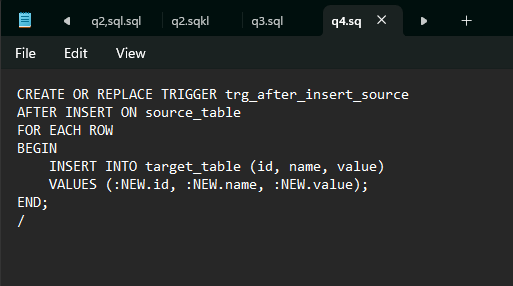 q2,sql.sql q2.sqkl q3.sql q4.sq
File Edit View
CREATE OR REPLACE TRIGGER trg_after_insert_source
AFTER INSERT ON source_table
FOR EACH ROW
BEGIN
    INSERT INTO target_table (id, name, value)
    VALUES (:NEW.id, :NEW.name, :NEW.value);
END;
/